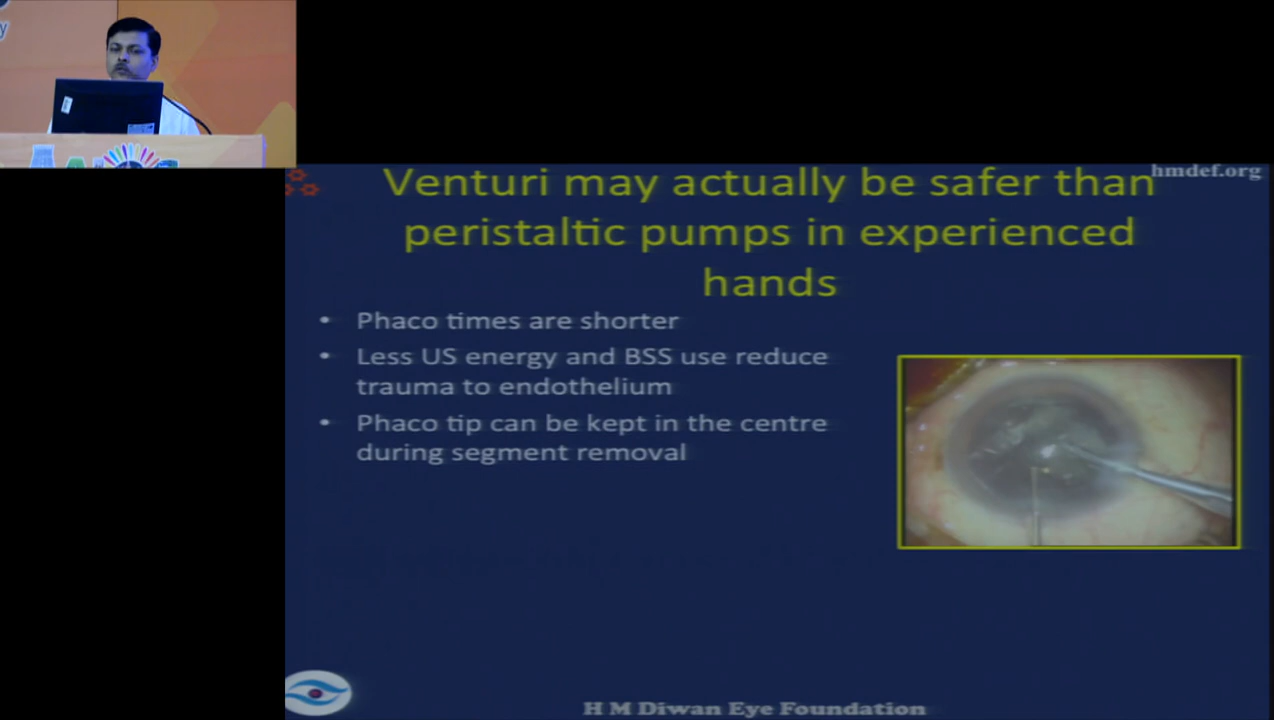 hmdef.org
Venturi may actually be safer than
peristaltic pumps in experienced
hands
• Phaco times are shorter
• Less US energy and BSS use reduce
trauma to endothelium
• Phaco tip can be kept in the centre
during segment removal
H M Diwan Eye Foundation